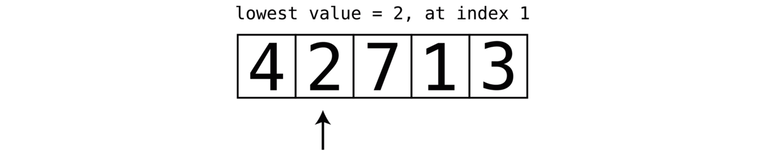 lowest value = 2, at index 1
4 2 7 1 3